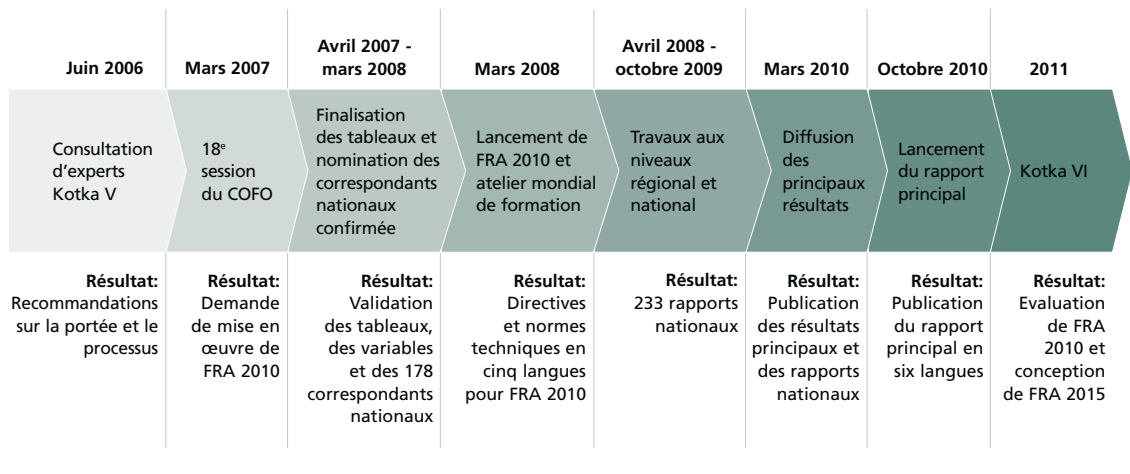 Juin 2006
Mars 2007
Avril 2007 -
mars 2008
Mars 2008
Avril 2008 -
octobre 2009
Mars 2010
Octobre 2010
2011
Consultation
d'experts
Kotka V
18e
session
du COFO
Finalisation
des tableaux et
nomination des
correspondants
nationaux
confirmée
Lancement de
FRA 2010 et
atelier mondial
de formation
Travaux aux
niveaux
régional et
national
Diffusion
des
principaux
résultats
Lancement
du rapport
principal
Kotka VI
Résultat:
Recommandations
sur la portée et le
processus
Résultat:
Demande
de mise en
œuvre de
FRA 2010
Résultat:
Validation
des tableaux,
des variables
et des 178
correspondants
nationaux
Résultat:
Directives
et normes
techniques en
cinq langues
pour FRA 2010
Résultat:
233 rapports
nationaux
Résultat:
Publication
des résultats
principaux et
des rapports
nationaux
Résultat:
Publication
du rapport
principal en
six langues
Résultat:
Evaluation
de FRA
2010 et
conception
de FRA 2015